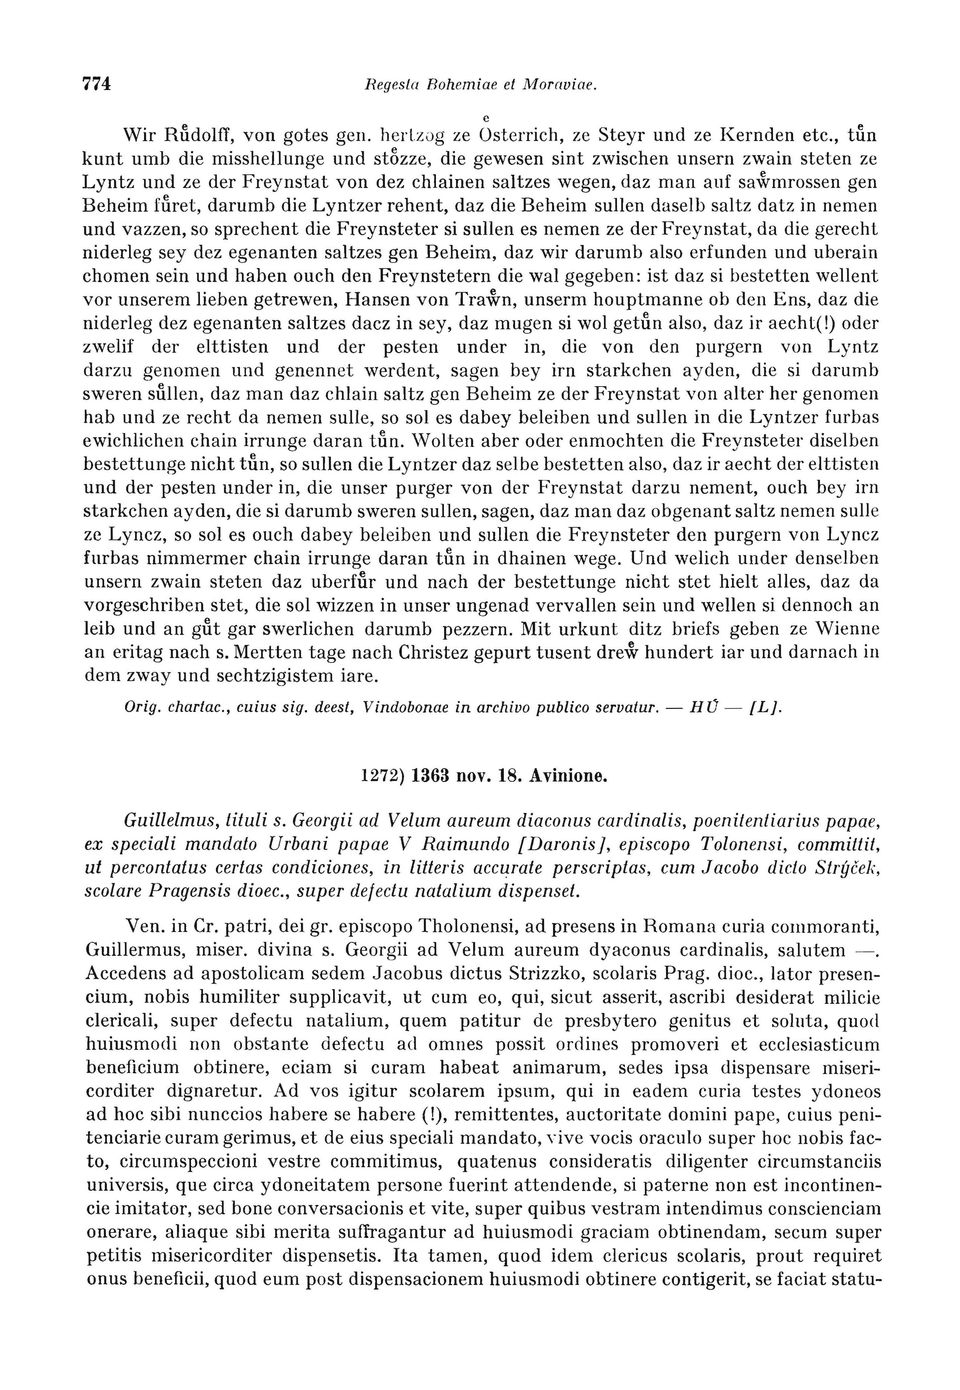 774 Regesta Bohemiae et Moraviae.
Wir Ruͤdolff, von gotes gen. hertzog ze Oͤsterrich, ze Steyr und ze Kernden etc., tuͤn
kunt umb die misshellunge und stoͤzze, die gewesen sint zwischen unsern zwain steten ze
Lyntz und ze der Freynstat von dez chlainen saltzes wegen, daz man auf saẘmrossen gen
Beheim fuͤret, darumb die Lyntzer rehent, daz die Beheim sullen daselb saltz datz in nemen
und vazzen, so sprechent die Freynsteter si sullen es nemen ze der Freynstat, da die gerecht
niderleg sey dez egenanten saltzes gen Beheim, daz wir darumb also erfunden und uberain
chomen sein und haben ouch den Freynstetern die wal gegeben: ist daz si bestetten wellent
vor unserem lieben getrewen, Hansen von Trawͤn, unserm houptmanne ob den Ens, daz die
niderleg dez egenanten saltzes dacz in sey, daz mugen si wol getuͤn also, daz ir aecht(!) oder
zwelif der elttisten und der pesten under in, die von den purgern von Lyntz
darzu genomen und genennet werdent, sagen bey irn starkchen ayden, die si darumb
sweren suͤllen, daz man daz chlain saltz gen Beheim ze der Freynstat von alter her genomen
hab und ze recht da nemen sulle, so sol es dabey beleiben und sullen in die Lyntzer furbas
ewichlichen chain irrunge daran tuͤn. Wolten aber oder enmochten die Freynsteter diselben
bestettunge nicht tuͤn, so sullen die Lyntzer daz selbe bestetten also, daz ir aecht der elttisten
und der pesten under in, die unser purger von der Freynstat darzu nement, ouch bey irn
starkchen ayden, die si darumb sweren sullen, sagen, daz man daz obgenant saltz nemen sulle
ze Lyncz, so sol es ouch dabey beleiben und sullen die Freynsteter den purgern von Lyncz
furbas nimmermer chain irrunge daran tuͤn in dhainen wege. Und welich under denselben
unsern zwain steten daz uberfuͤr und nach der bestettunge nicht stet hielt alles, daz da
vorgeschriben stet, die sol wizzen in unser ungenad vervallen sein und wellen si dennoch an
leib und an guͤt gar swerlichen darumb pezzern. Mit urkunt ditz briefs geben ze Wienne
an eritag nach s. Mertten tage nach Christez gepurt tusent drewͤ hundert iar und darnach in
dem zway und sechtzigistem iare.
Orig. chartac., cuius sig. deest, Vindobonae in archivo publico servatur. — HÚ — [L].
1272) 1363 nov. 18. Avinione.
Guillelmus, tituli s. Georgii ad Velum aureum diaconus cardinalis, poenitentiarius papae,
ex speciali mandato Urbani papae V Raimundo [Daronis], episcopo Tolonensi, committit,
ut percontatus certas condiciones, in litteris accurate perscriptas, cum Jacobo dicto Strýček,
scolare Pragensis dioec., super defectu natalium dispenset.
Ven. in Cr. patri, dei gr. episcopo Tholonensi, ad presens in Romana curia commoranti,
Guillermus, miser. divina s. Georgii ad Velum aureum dyaconus cardinalis, salutem —.
Accedens ad apostolicam sedem Jacobus dictus Strizzko, scolaris Prag. dioc., lator presen-
cium, nobis humiliter supplicavit, ut cum eo, qui, sicut asserit, ascribi desiderat milicie
clericali, super defectu natalium, quem patitur de presbytero genitus et soluta, quod
huiusmodi non obstante defectu ad omnes possit ordines promoveri et ecclesiasticum
beneficium obtinere, eciam si curam habeat animarum, sedes ipsa dispensare miseri-
corditer dignaretur. Ad vos igitur scolarem ipsum, qui in eadem curia testes ydoneos
ad hoc sibi nunccios habere se habere (!), remittentes, auctoritate domini pape, cuius peni-
tenciarie curam gerimus, et de eius speciali mandato, vive vocis oraculo super hoc nobis fac-
to, circumspeccioni vestre commitimus, quatenus consideratis diligenter circumstanciis
universis, que circa ydoneitatem persone fuerint attendende, si paterne non est incontinen-
cie imitator, sed bone conversacionis et vite, super quibus vestram intendimus conscienciam
onerare, aliaque sibi merita suffragantur ad huiusmodi graciam obtinendam, secum super
petitis misericorditer dispensetis. Ita tamen, quod idem clericus scolaris, prout requiret
onus beneficii, quod eum post dispensacionem huiusmodi obtinere contigerit, se faciat statu-